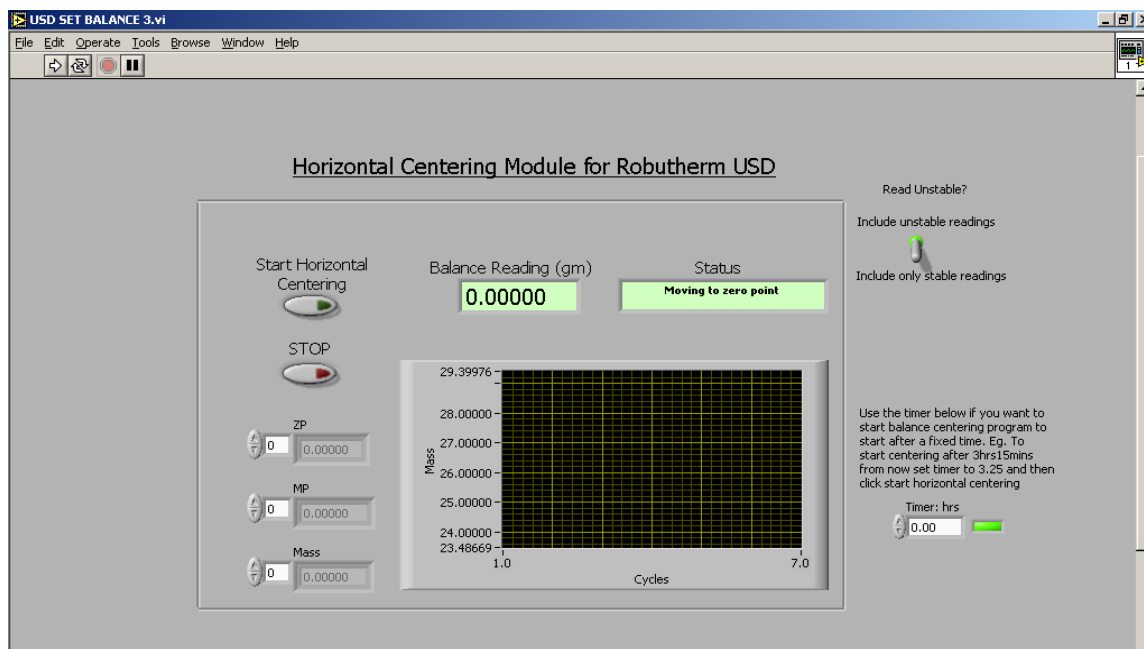 USD SET BALANCE 3.vi
File Edit Operate Tools Browse Window Help
1
Horizontal Centering Module for Robutherm USD
Read Unstable?
Include unstable readings
Include only stable readings
Start Horizontal
Centering
Balance Reading (gm)
0.00000
Status
Moving to zero point
STOP
ZP
0 0.00000
MP
0 0.00000
Mass
0 0.00000
29.39976
28.00000
27.00000
26.00000
25.00000
24.00000
23.48669
Mass
1.0 7.0
Cycles
Use the timer below if you want to
start balance centering program to
start after a fixed time. Eg. To
start centering after 3hrs15mins
from now set timer to 3.25 and then
click start horizontal centering
Timer: hrs
0.00